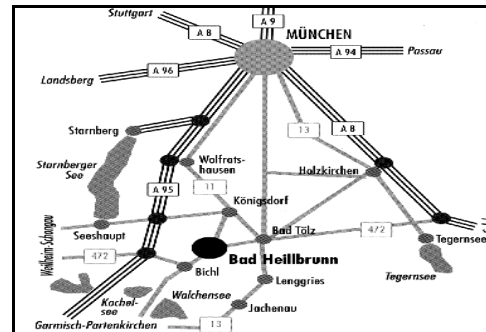 Stuttgart
A 9
A 8
MÜNCHEN
A 96
A 94
Passau
Landsberg
13
A 8
Starnberg
Starnberger
See
Wolfrats-
hausen
Holzkirchen
A 95
11
Königsdorf
Seeshaupt
Bad Tölz
472
Tegernsee
Weilheim-Schongau
472
Bad Heillbrunn
Bichl
Tegernsee
Lenggries
Kochel-
see
Walchensee
Jachenau
Garmisch-Partenkirchen
13